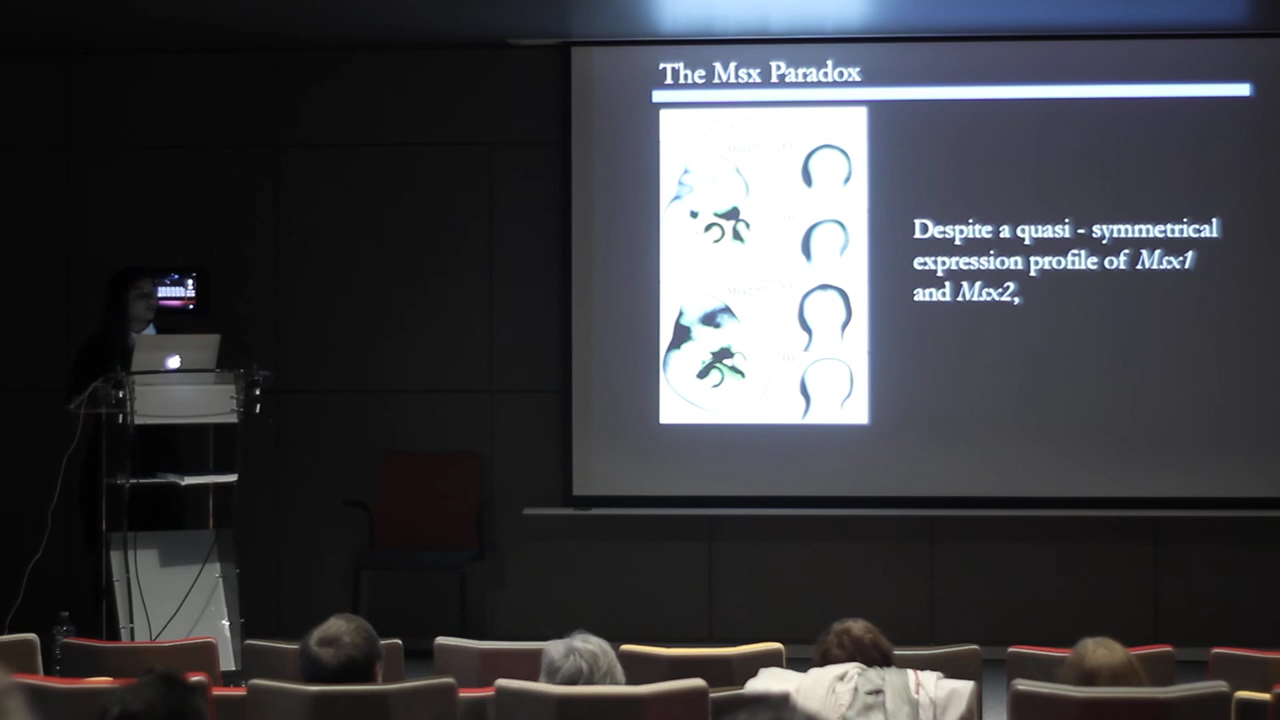 The Msx Paradox
Despite a quasi - symmetrical
expression profile of Msx1
and Msx2,